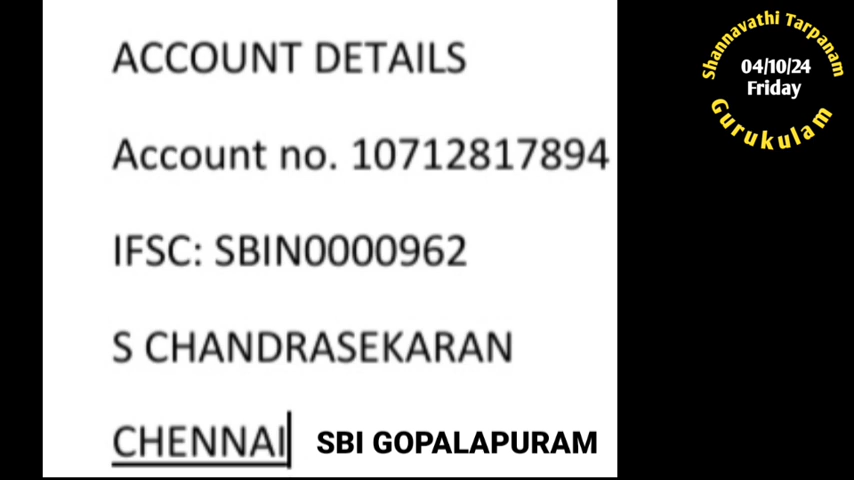 ACCOUNT DETAILS
Account no. 10712817894
IFSC: SBIN0000962
S CHANDRASEKARAN
CHENNAI SBI GOPALAPURAM
Shannavathi Tarpanam
04/10/24
Friday
Gurukulam